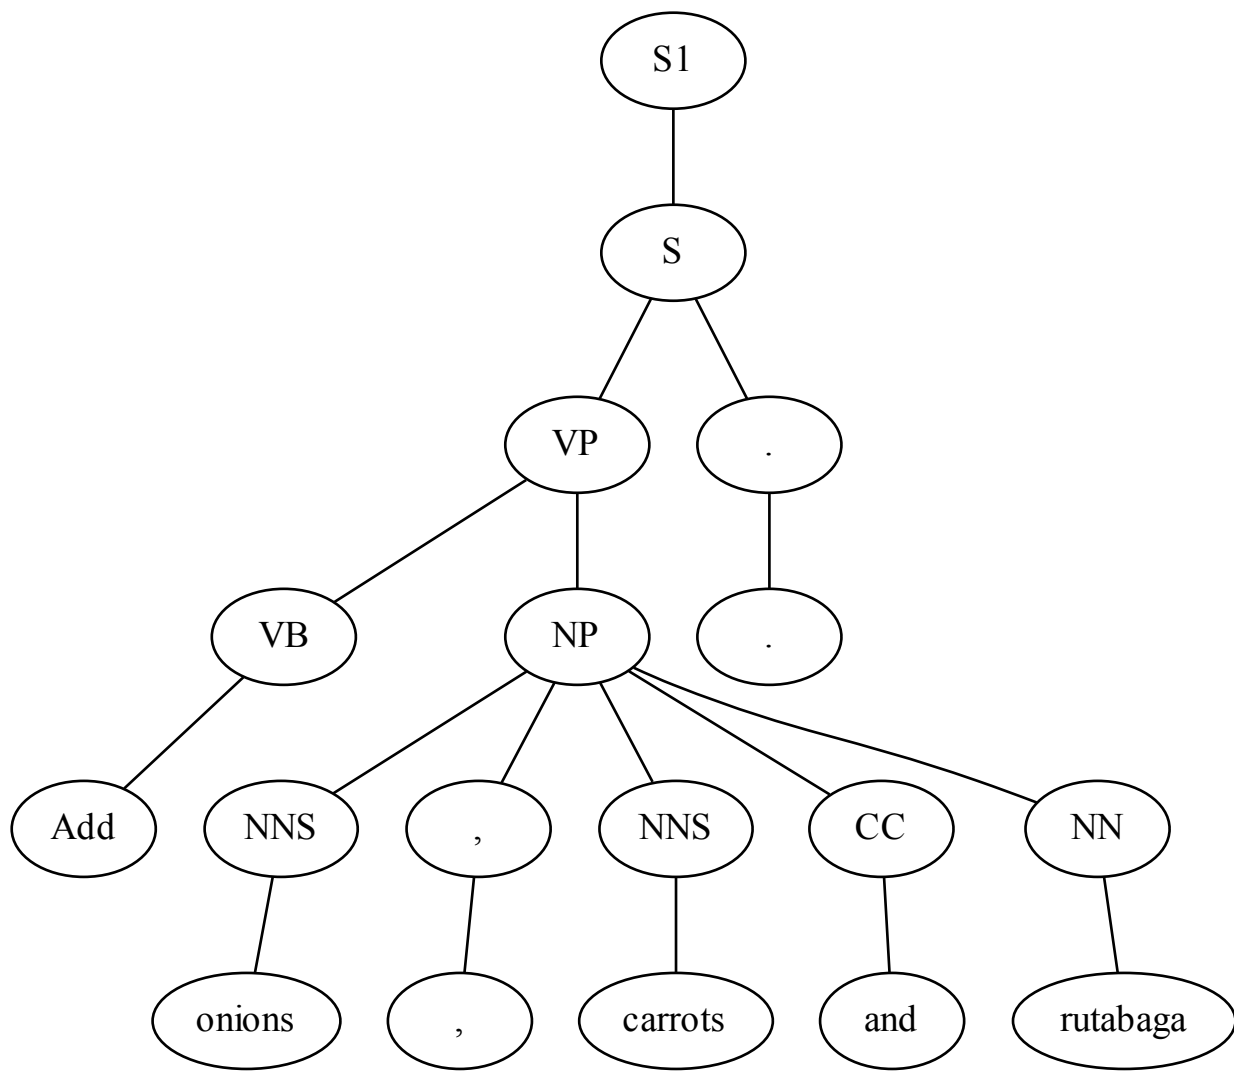 S1
S
VP .
VB NP .
Add NNS , NNS CC NN
onions , carrots and rutabaga